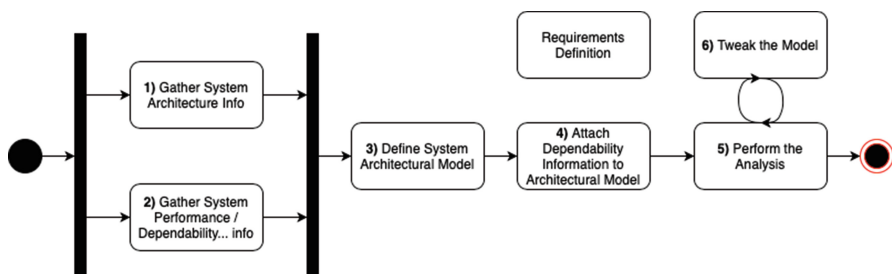 1) Gather System
Architecture Info
2) Gather System
Performance /
Dependability... info
3) Define System
Architectural Model
Requirements
Definition
4) Attach
Dependability
Information to
Architectural Model
6) Tweak the Model
5) Perform the
Analysis